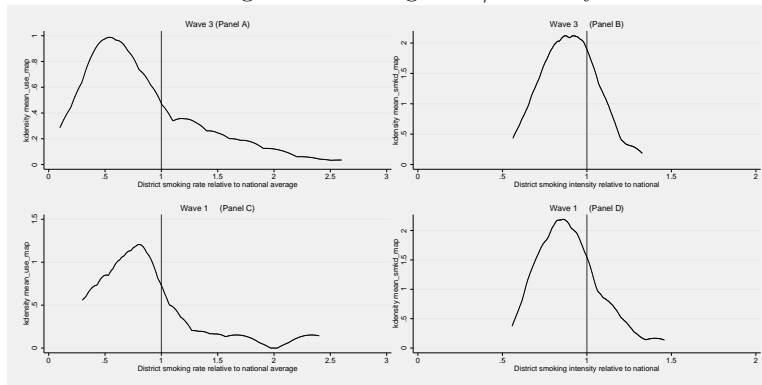 Wave 3 (Panel A)
kdensity mean_use_map
0 .2 .4 .6 .8 1
0 .5 1 1.5 2 2.5 3
District smoking rate relative to national average
Wave 3 (Panel B)
kdensity mean_smkd_map
0 .5 1 1.5 2
0 .5 1 1.5 2
District smoking intensity relative to national
Wave 1 (Panel C)
kdensity mean_use_map
0 .5 1 1.5
0 .5 1 1.5 2 2.5 3
District smoking rate relative to national average
Wave 1 (Panel D)
kdensity mean_smkd_map
0 .5 1 1.5 2
0 .5 1 1.5 2
District smoking intensity relative to national